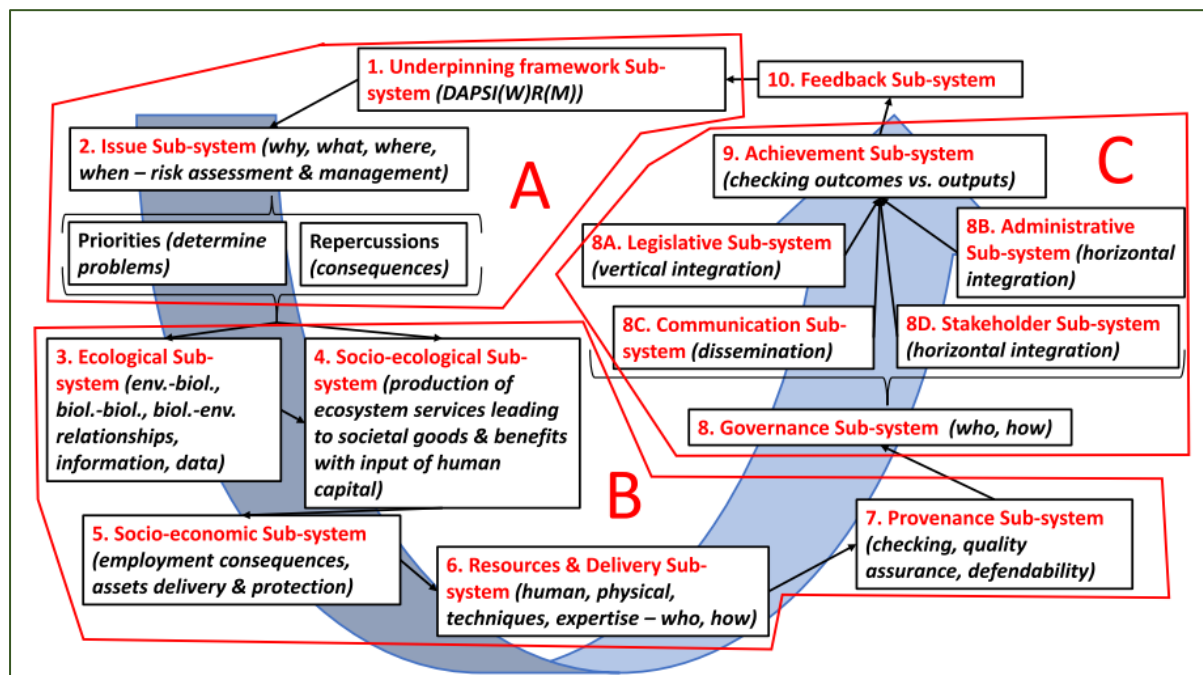 1. Underpinning framework Sub-
system (DAPSI(W)R(M))
10. Feedback Sub-system
2. Issue Sub-system (why, what, where,
when – risk assessment & management)
A
Priorities (determine
problems)
Repercussions
(consequences)
C
9. Achievement Sub-system
(checking outcomes vs. outputs)
8A. Legislative Sub-system
(vertical integration)
8B. Administrative
Sub-system (horizontal
integration)
8C. Communication Sub-
system (dissemination)
8D. Stakeholder Sub-system
(horizontal integration)
8. Governance Sub-system (who, how)
3. Ecological Sub-
system (env.-biol.,
biol.-biol., biol.-env.
relationships,
information, data)
4. Socio-ecological Sub-
system (production of
ecosystem services leading
to societal goods & benefits
with input of human
capital)
B
5. Socio-economic Sub-system
(employment consequences,
assets delivery & protection)
6. Resources & Delivery Sub-
system (human, physical,
techniques, expertise – who, how)
7. Provenance Sub-system
(checking, quality
assurance, defendability)